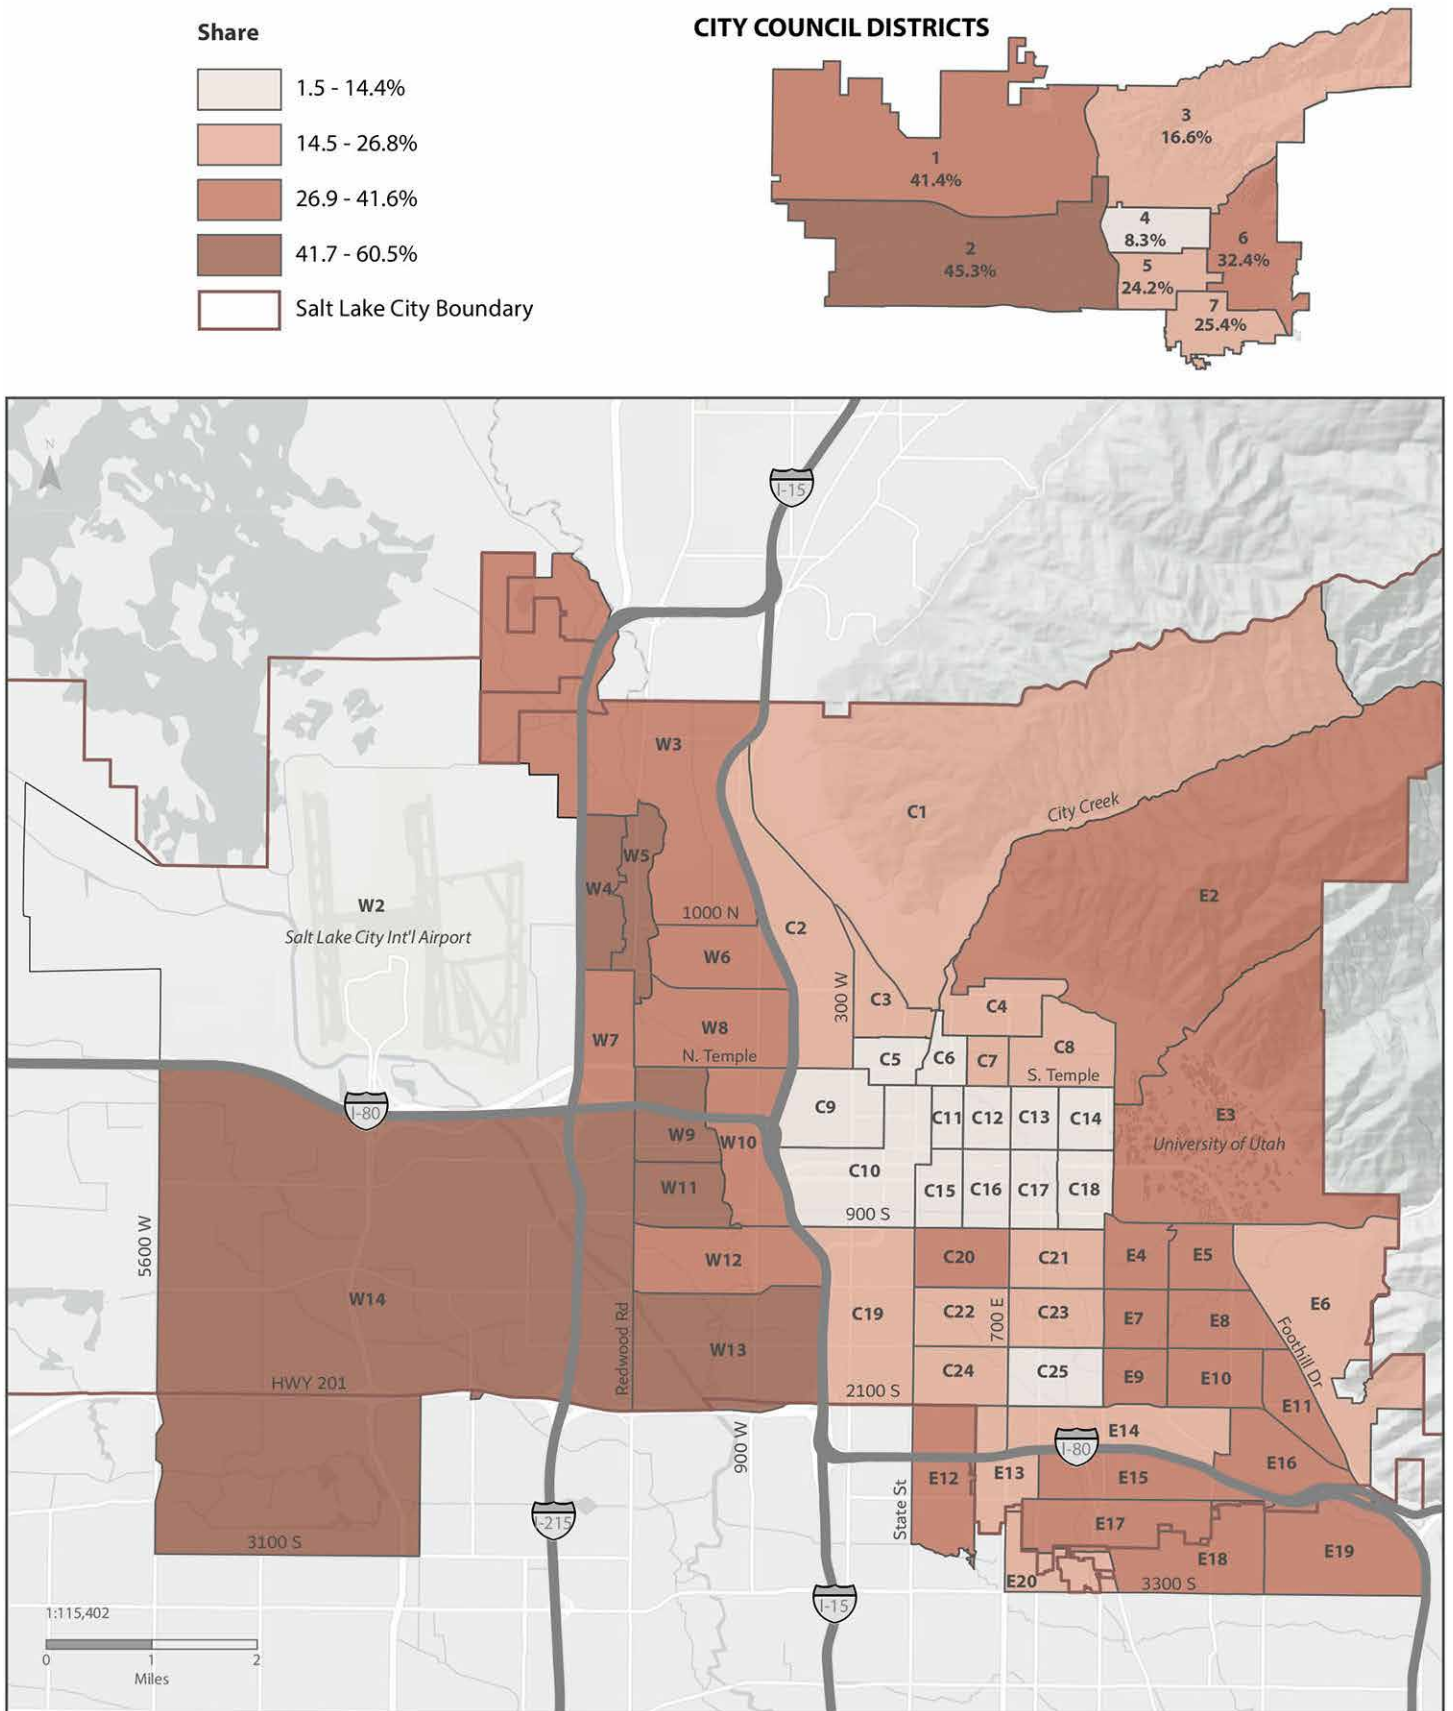 Share
1.5 - 14.4%
14.5 - 26.8%
26.9 - 41.6%
41.7 - 60.5%
Salt Lake City Boundary
CITY COUNCIL DISTRICTS
3
16.6%
1
41.4%
4
8.3%
2
45.3%
6
32.4%
5
24.2%
7
25.4%
N
I-15
W3
C1
City Creek
W5
W4
W2
E2
Salt Lake City Int'l Airport
1000 N
C2
W6
300 W
C3
C4
W8
W7
N. Temple
C5
C6
C7
C8
S. Temple
I-80
C9
C11
C12
C13
C14
E3
University of Utah
W9
W10
C10
W11
C15
C16
C17
C18
900 S
5600 W
W12
C20
C21
E4
E5
W14
C19
C22
700 E
C23
E7
E8
E6
Foothill Dr
Redwood Rd
W13
HWY 201
2100 S
C24
C25
E9
E10
E11
900 W
E14
I-80
State St
E12
E13
E15
E16
I-215
E17
3100 S
E18
E19
E20
3300 S
I-15
1:115,402
0 1 2
Miles